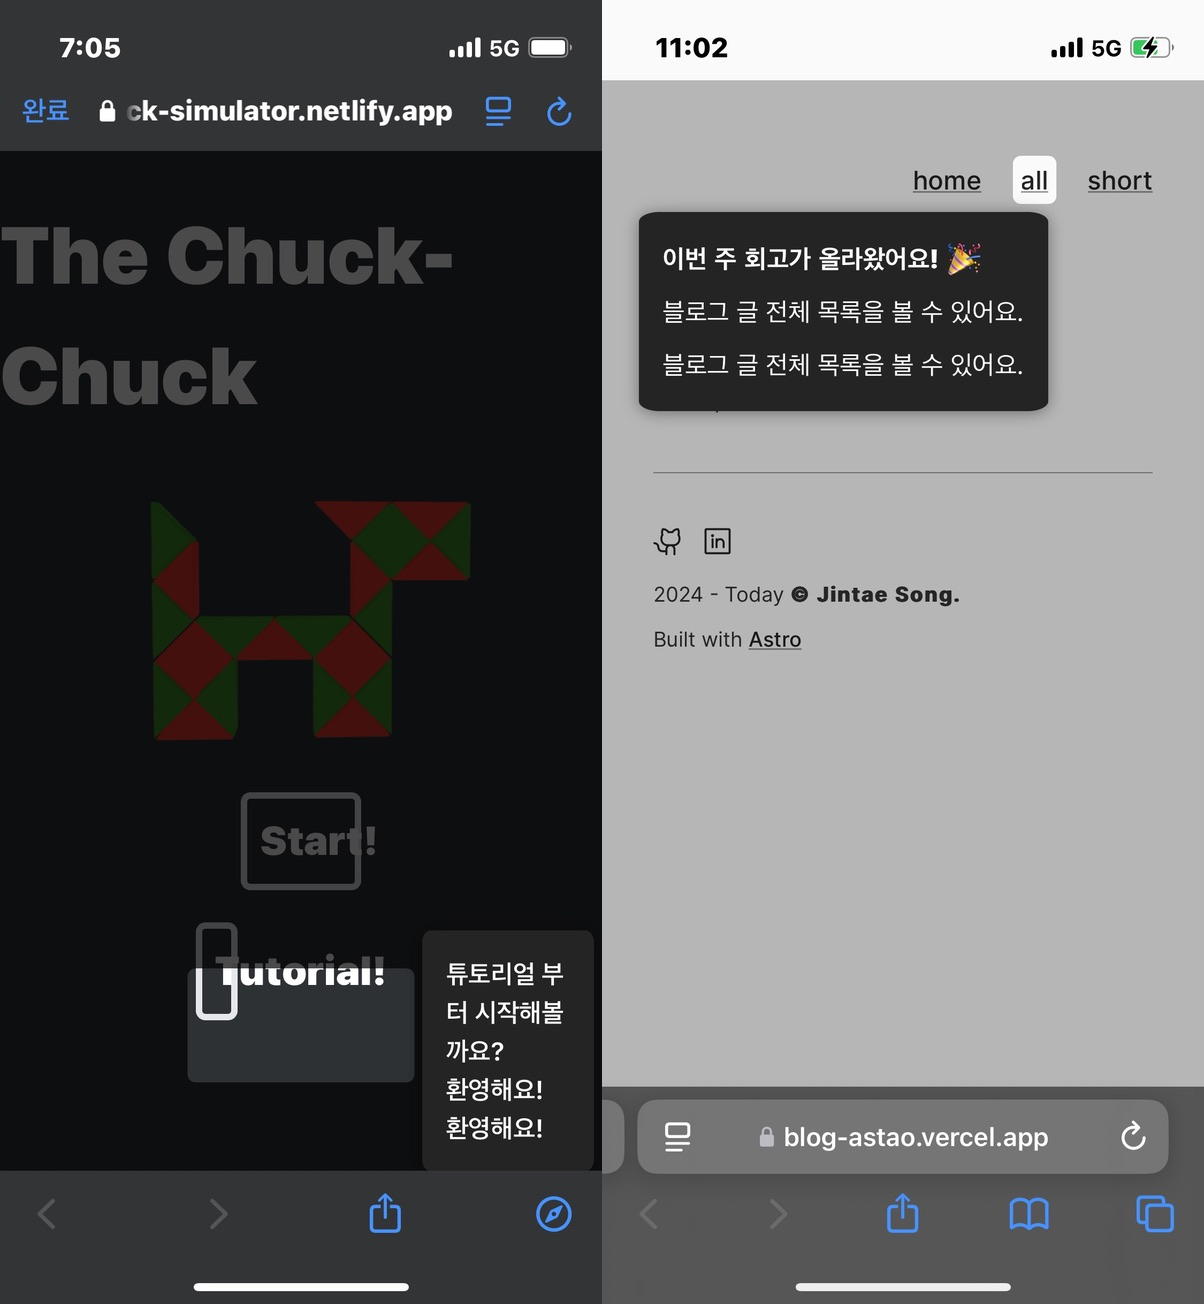 7:05
5G
완료
ck-simulator.netlify.app
The Chuck-
Chuck
Start!
Tutorial!
튜토리얼 부
터 시작해볼
까요?
환영해요!
환영해요!
11:02
5G
home all short
이번 주 회고가 올라왔어요! 🎉
블로그 글 전체 목록을 볼 수 있어요.
블로그 글 전체 목록을 볼 수 있어요.
in
2024 - Today © Jintae Song.
Built with Astro
blog-astao.vercel.app